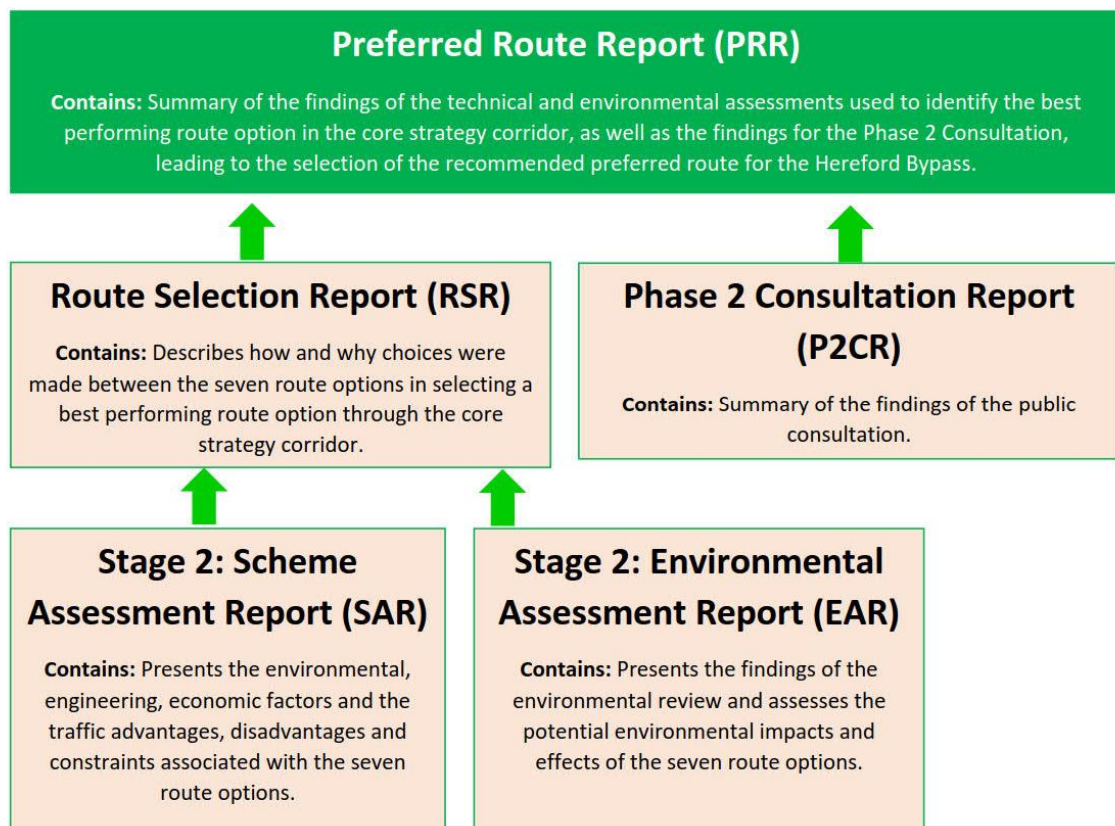 Preferred Route Report (PRR)
Contains: Summary of the findings of the technical and environmental assessments used to identify the best
performing route option in the core strategy corridor, as well as the findings for the Phase 2 Consultation,
leading to the selection of the recommended preferred route for the Hereford Bypass.
Route Selection Report (RSR)
Contains: Describes how and why choices were
made between the seven route options in selecting a
best performing route option through the core
strategy corridor.
Phase 2 Consultation Report
(P2CR)
Contains: Summary of the findings of the public
consultation.
Stage 2: Scheme
Assessment Report (SAR)
Contains: Presents the environmental,
engineering, economic factors and the
traffic advantages, disadvantages and
constraints associated with the seven
route options.
Stage 2: Environmental
Assessment Report (EAR)
Contains: Presents the findings of the
environmental review and assesses the
potential environmental impacts and
effects of the seven route options.